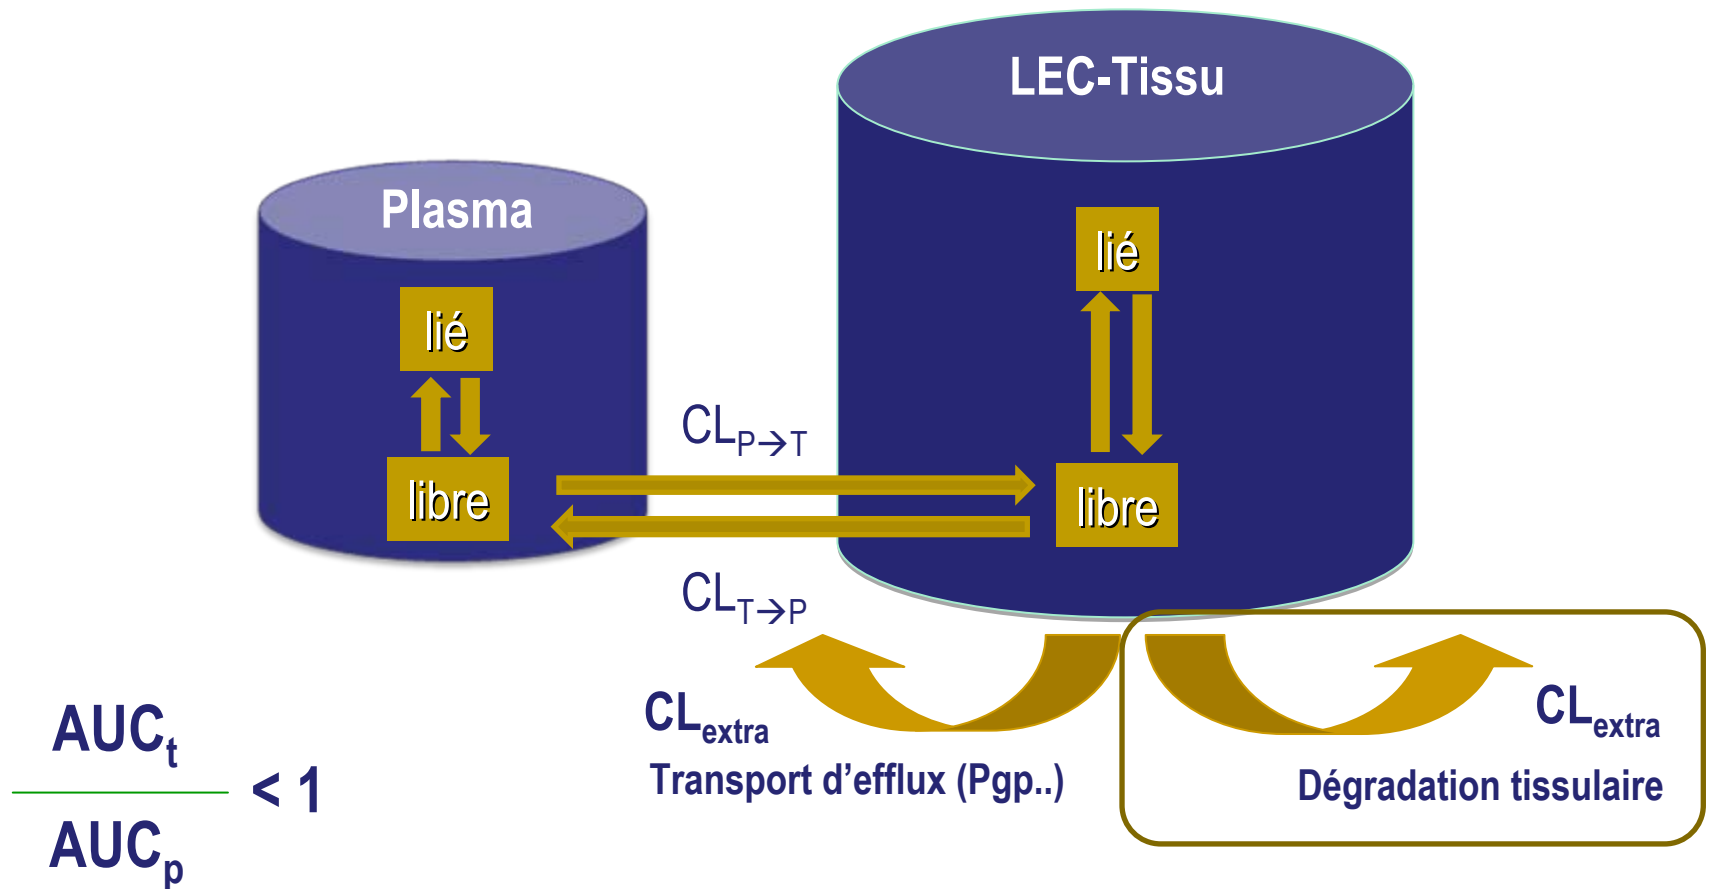 LEC-Tissu
Plasma
lié
lié
CLP→T
libre
libre
CLT→P
CLextra
Transport d’efflux (Pgp..)
CLextra
Dégradation tissulaire
AUCt
< 1
AUCp